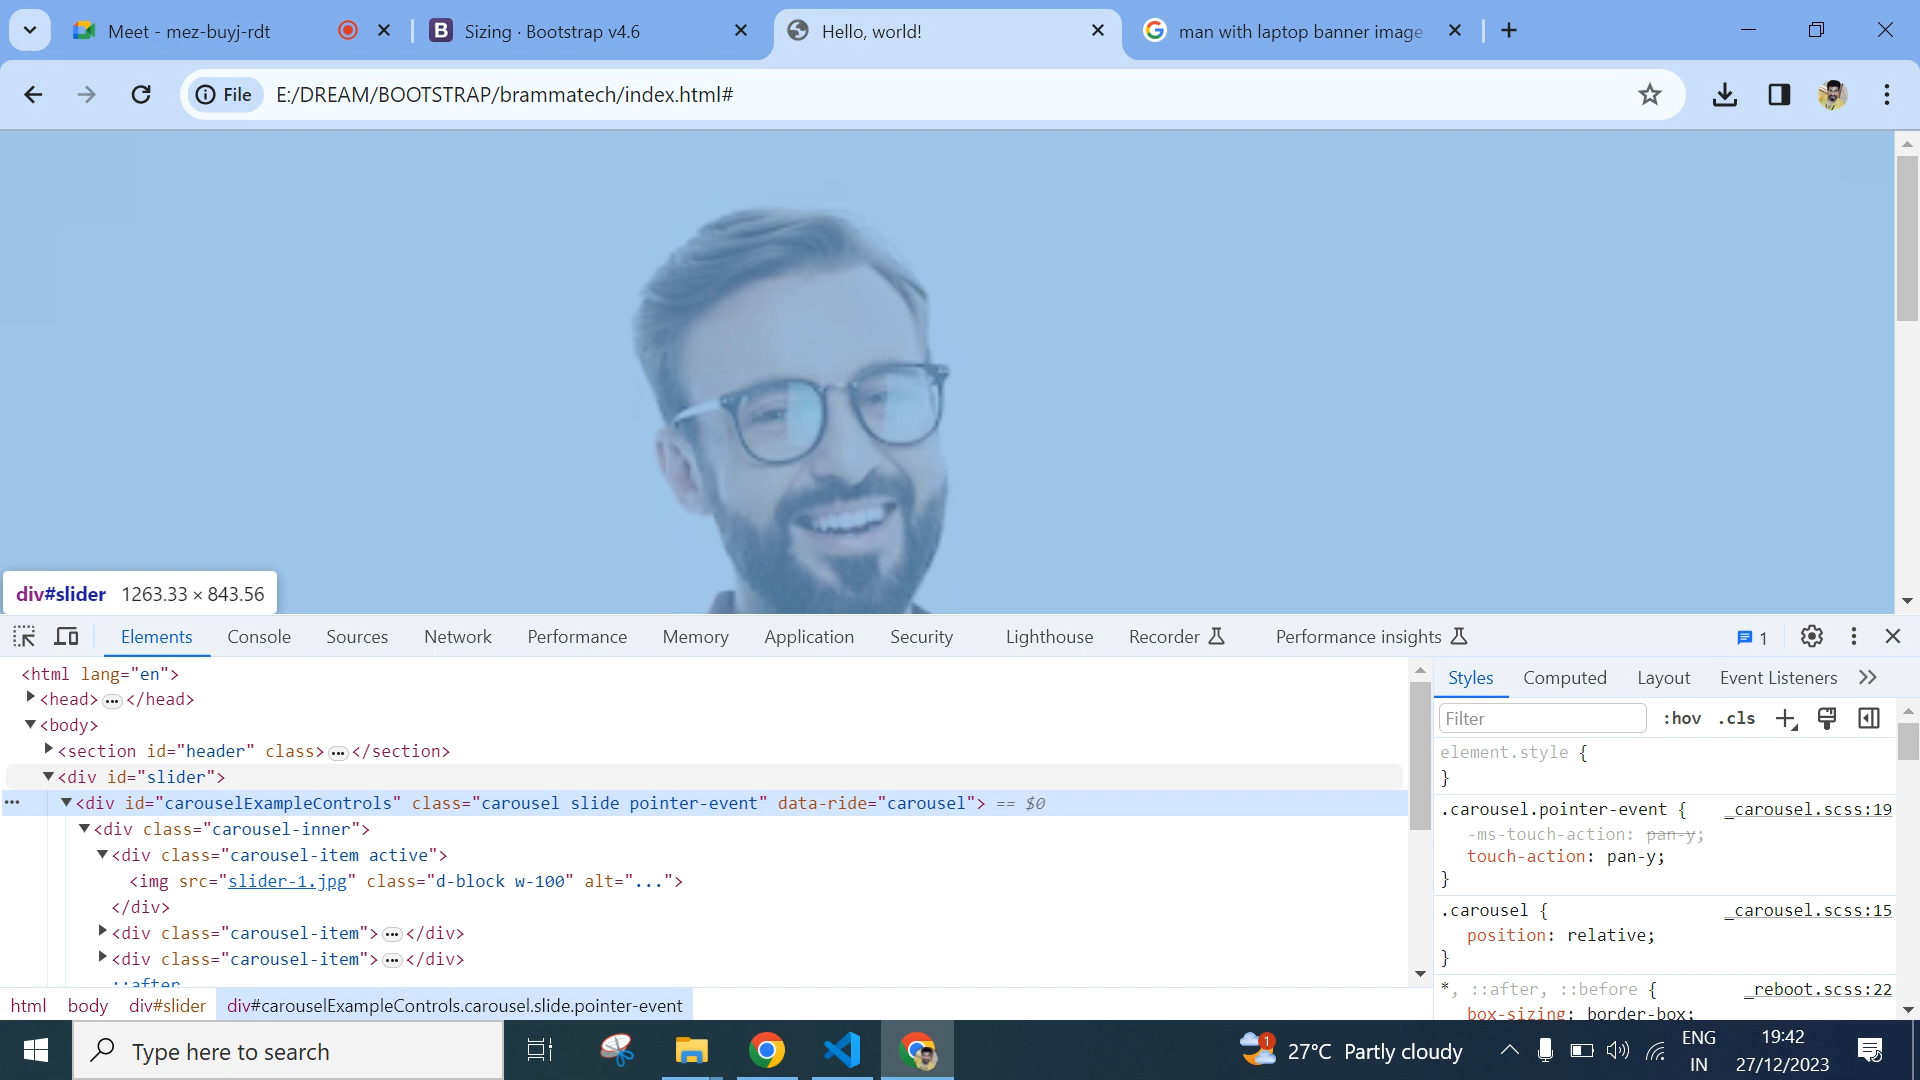 Meet - mez-buyj-rdt
Sizing · Bootstrap v4.6
Hello, world!
man with laptop banner image
File
E:/DREAM/BOOTSTRAP/brammatech/index.html#
div#slider 1263.33 × 843.56
Elements Console Sources Network Performance Memory Application Security Lighthouse Recorder Performance insights 1
<html lang="en">
<head> ••• </head>
<body>
<section id="header" class> ••• </section>
<div id="slider">
••• <div id="carouselExampleControls" class="carousel slide pointer-event" data-ride="carousel"> == $0
<div class="carousel-inner">
<div class="carousel-item active">
<img src="slider-1.jpg" class="d-block w-100" alt="...">
</div>
<div class="carousel-item"> ••• </div>
<div class="carousel-item"> ••• </div>
::after
html body div#slider div#carouselExampleControls.carousel.slide.pointer-event
Styles Computed Layout Event Listeners
Filter :hov .cls
element.style {
}
.carousel.pointer-event { _carousel.scss:19
-ms-touch-action: pan-y;
touch-action: pan-y;
}
.carousel { _carousel.scss:15
position: relative;
}
*, ::after, ::before { _reboot.scss:22
box-sizing: border-box;
Type here to search
1
27°C Partly cloudy
ENG
IN
19:42
27/12/2023